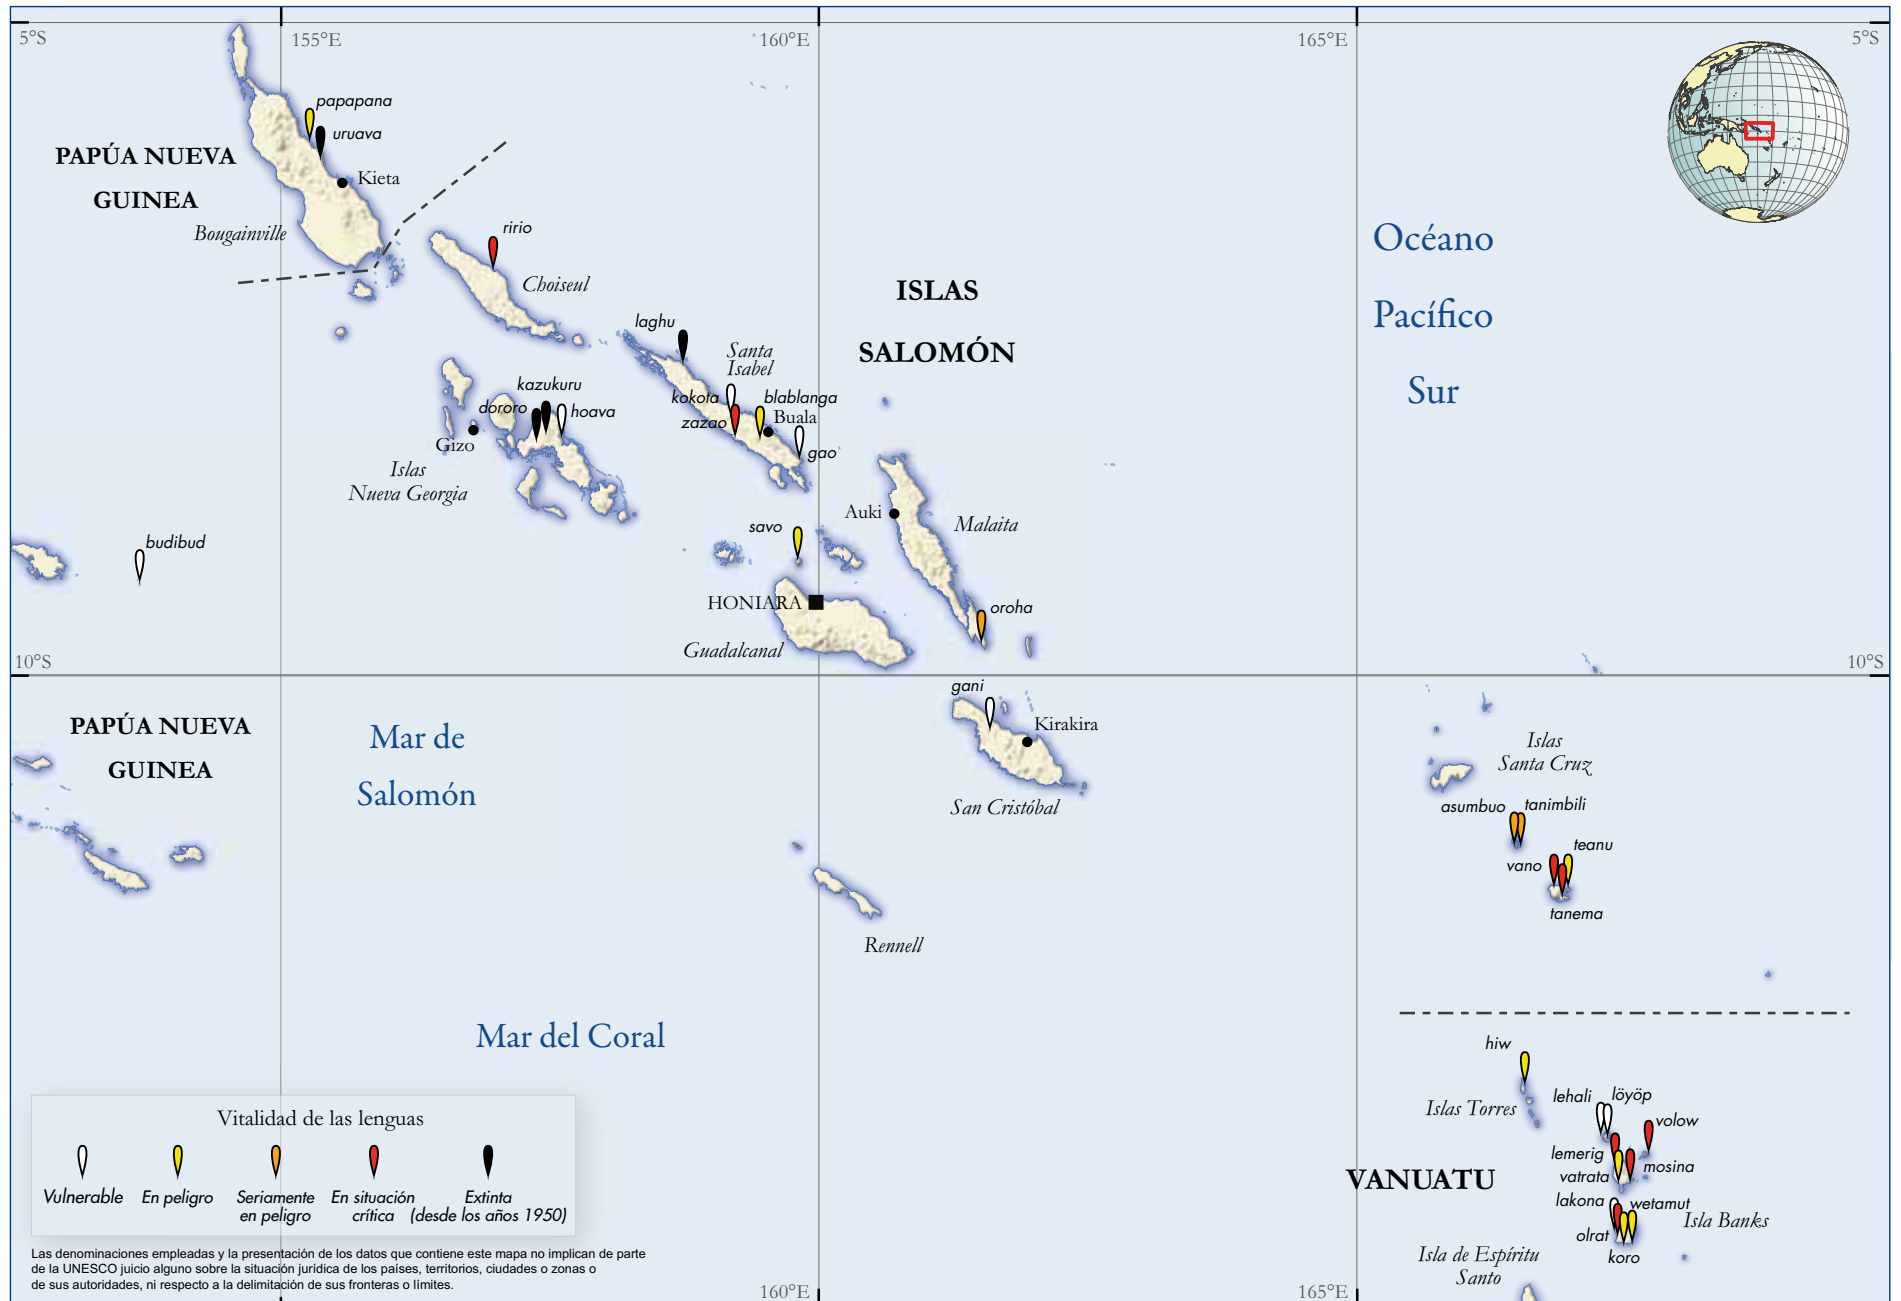 5°S
155°E
160°E
165°E
5°S
papapana
uruava
PAPÚA NUEVA
GUINEA
Kieta
Bougainville
ririo
Choiseul
Océano
Pacífico
Sur
ISLAS
SALOMÓN
laghu
Santa
Isabel
kazukuru
dororo
hoava
kokota
zazao
blablanga
Buala
gao
Gizo
Islas
Nueva Georgia
Auki
Malaita
savo
budibud
HONIARA
oroha
Guadalcanal
10°S
10°S
gani
Kirakira
San Cristóbal
PAPÚA NUEVA
GUINEA
Mar de
Salomón
Islas
Santa Cruz
asumbuo
tanimbili
teanu
vano
tanema
Rennell
Mar del Coral
hiw
Islas Torres
lehali
löyöp
volow
lemerig
mosina
vatrata
lakona
wetamut
olrat
koro
Isla Banks
VANUATU
Isla de Espíritu
Santo
Vitalidad de las lenguas
Vulnerable
En peligro
Seriamente
en peligro
En situación
crítica
Extinta
(desde los años 1950)
Las denominaciones empleadas y la presentación de los datos que contiene este mapa no implican de parte
de la UNESCO juicio alguno sobre la situación jurídica de los países, territorios, ciudades o zonas o
de sus autoridades, ni respecto a la delimitación de sus fronteras o límites.
160°E
165°E